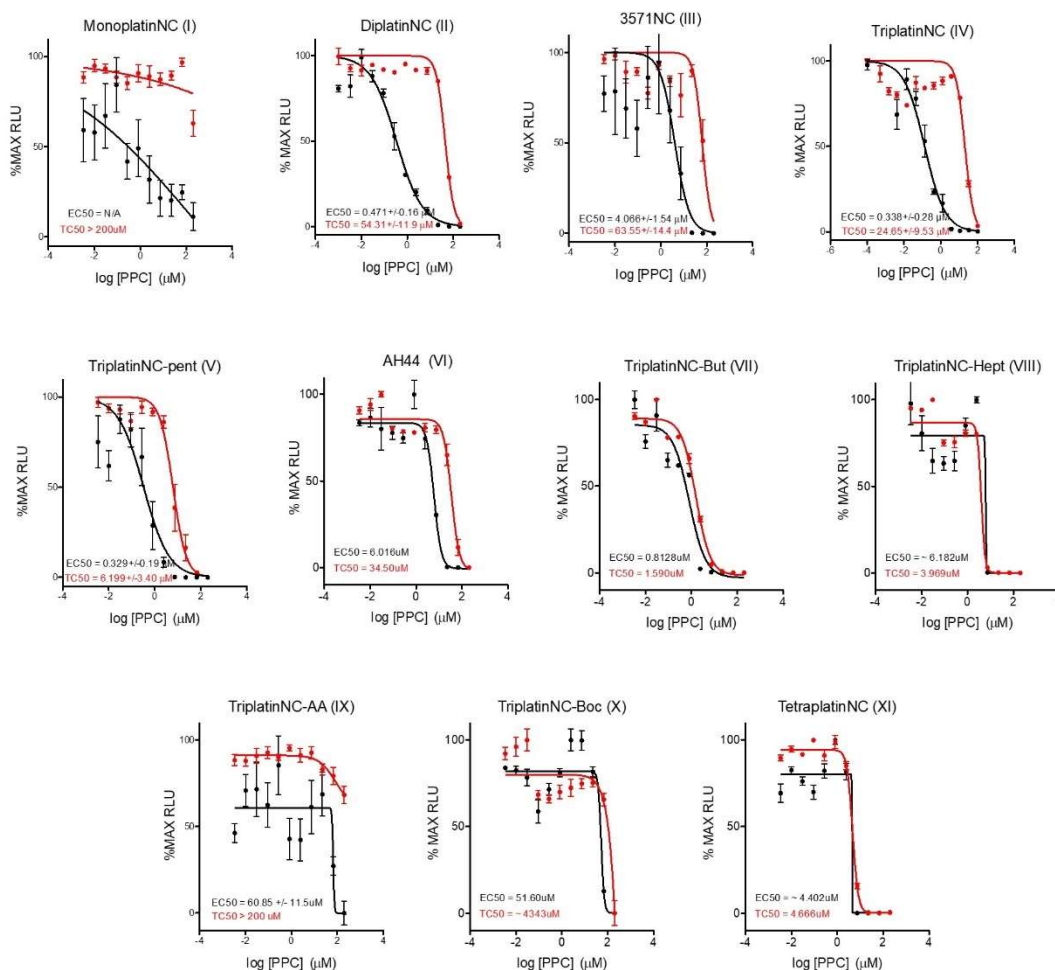 MonoplatinNC (I)
%MAX RLU
100
50
0
EC50 = N/A
TC50 > 200uM
-4 -2 0 2 4
log [PPC] (μM)
DiplatinNC (II)
% MAX RLU
100
50
0
EC50 = 0.471+/-0.16 μM
TC50 = 54.31+/-11.9 μM
-4 -2 0 2 4
log [PPC] (μM)
3571NC (III)
% MAX RLU
100
50
0
EC50 = 4.066+/-1.54 μM
TC50 = 63.55+/-14.4 μM
-4 -2 0 2 4
log [PPC] (μM)
TriplatinNC (IV)
% MAX RLU
100
50
0
EC50 = 0.338+/-0.28 μM
TC50 = 24.65+/-9.53 μM
-6 -4 -2 0 2 4
log [PPC] (μM)
TriplatinNC-pent (V)
%MAX RLU
100
50
0
EC50 = 0.329+/-0.19 μM
TC50 = 6.199+/-3.40 μM
-4 -2 0 2 4
log [PPC] (μM)
AH44 (VI)
% MAX RLU
100
50
0
EC50 = 6.016uM
TC50 = 34.50uM
-4 -2 0 2 4
log [PPC] (μM)
TriplatinNC-But (VII)
% MAX RLU
100
50
0
EC50 = 0.8128uM
TC50 = 1.590uM
-4 -2 0 2 4
log [PPC] (μM)
TriplatinNC-Hept (VIII)
% MAX RLU
100
50
0
EC50 = ~ 6.182uM
TC50 = 3.969uM
-4 -2 0 2 4
log [PPC] (μM)
TriplatinNC-AA (IX)
%MAX RLU
100
50
0
EC50 = 60.85 +/- 11.5uM
TC50 > 200 uM
-4 -2 0 2 4
log [PPC] (μM)
TriplatinNC-Boc (X)
% MAX RLU
100
50
0
EC50 = 51.60uM
TC50 = ~ 4343uM
-4 -2 0 2 4
log [PPC] (μM)
TetraplatinNC (XI)
% MAX RLU
100
50
0
EC50 = ~ 4.402uM
TC50 = 4.666uM
-4 -2 0 2 4
log [PPC] (μM)